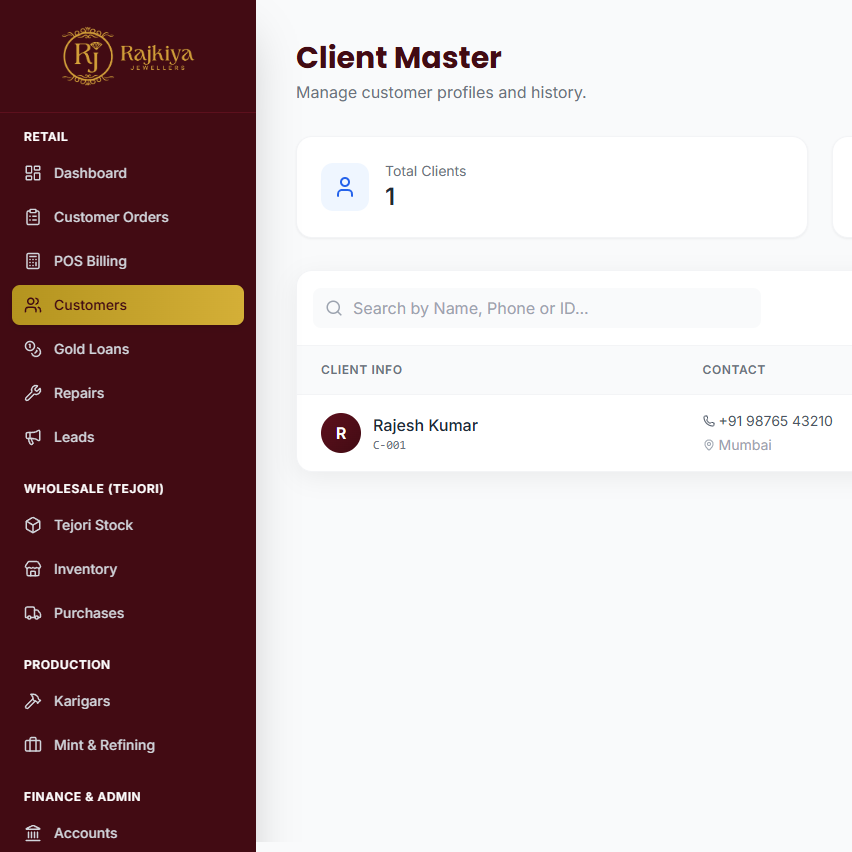 Rj Rajkiya
JEWELLERS
RETAIL
Dashboard
Customer Orders
POS Billing
Customers
Gold Loans
Repairs
Leads
WHOLESALE (TEJORI)
Tejori Stock
Inventory
Purchases
PRODUCTION
Karigars
Mint & Refining
FINANCE & ADMIN
Accounts
Client Master
Manage customer profiles and history.
Total Clients
1
Search by Name, Phone or ID...
CLIENT INFO CONTACT
R Rajesh Kumar +91 98765 43210
C-001 Mumbai